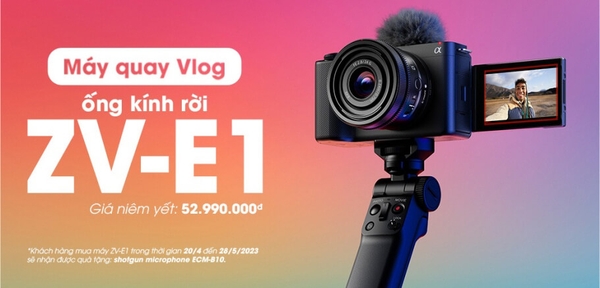 Máy quay Vlog
ống kính rời
ZV-E1
Giá niêm yết: 52.990.000đ
*Khách hàng mua máy ZV-E1 trong thời gian 20/4 đến 28/5/2023
sẽ nhận được quà tặng: shotgun microphone ECM-B10.
α